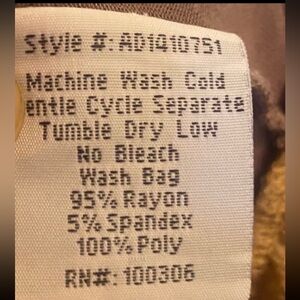 Style #: AD1Q10751
Machine Wash Cold
entle Cycle Separate
Tumble Dry Low
No Bleach
Wash Bag
95% Rayon
5% Spandex
100% Poly
RN#: 100306